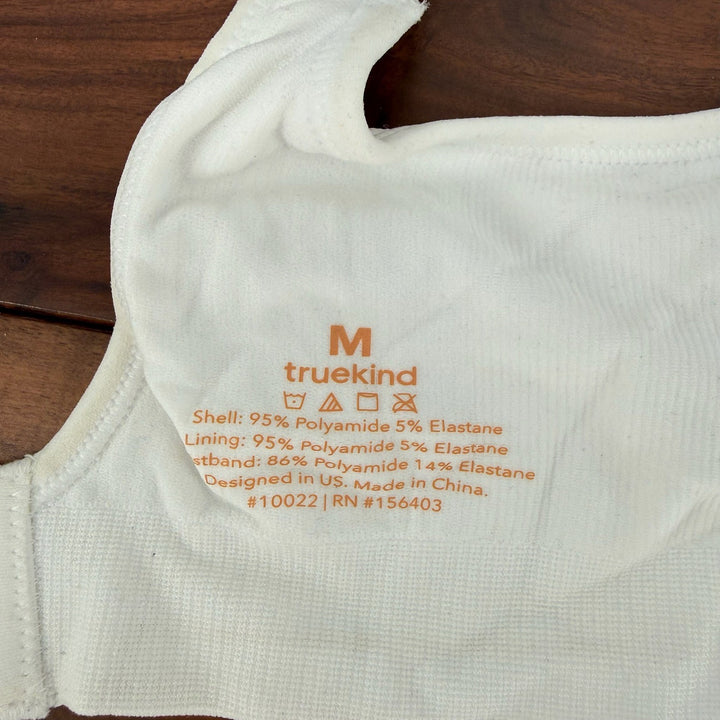 M
truekind
Shell: 95% Polyamide 5% Elastane
Lining: 95% Polyamide 5% Elastane
stband: 86% Polyamide 14% Elastane
Designed in US. Made in China.
#10022 | RN #156403